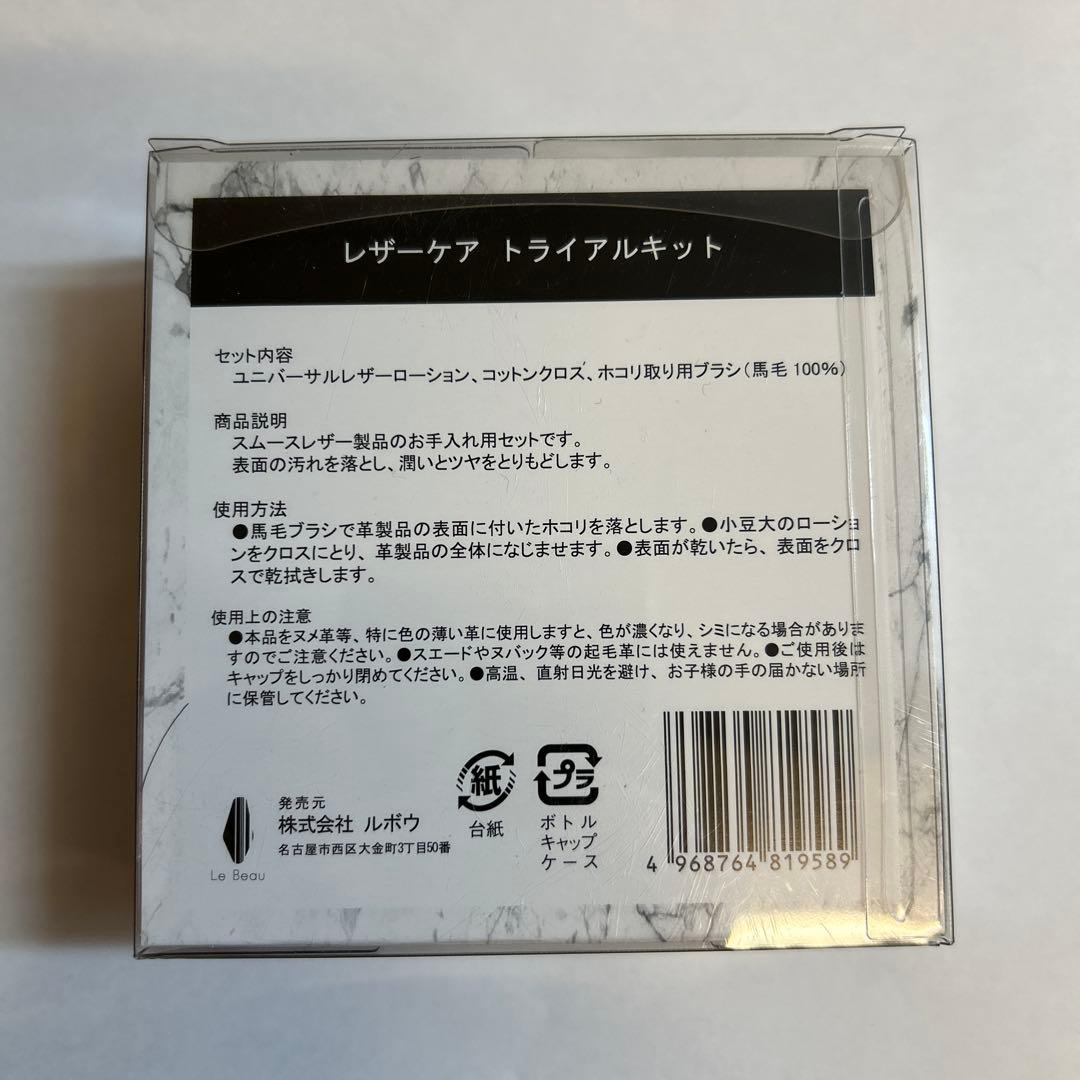 レザーケア トライアルキット
セット内容
ユニバーサルレザーローション、コットンクロス、ホコリ取り用ブラシ(馬毛100%)
商品説明
スムースレザー製品のお手入れ用セットです。
表面の汚れを落とし、潤いとツヤをとりもどします。
使用方法
●馬毛ブラシで革製品の表面に付いたホコリを落とします。●小豆大のローショ
ンをクロスにとり、革製品の全体になじませます。●表面が乾いたら、表面をクロ
スで乾拭きします。
使用上の注意
●本品をヌメ革等、特に色の薄い革に使用しますと、色が濃くなり、シミになる場合がありま
すのでご注意ください。●スエードやヌバック等の起毛革には使えません。●ご使用後は
キャップをしっかり閉めてください。●高温、直射日光を避け、お子様の手の届かない場所
に保管してください。
Le Beau
発売元
株式会社 ルボウ
名古屋市西区大金町3丁目50番
紙
台紙
プラ
ボトル
キャップ
ケース
4 968764 819589